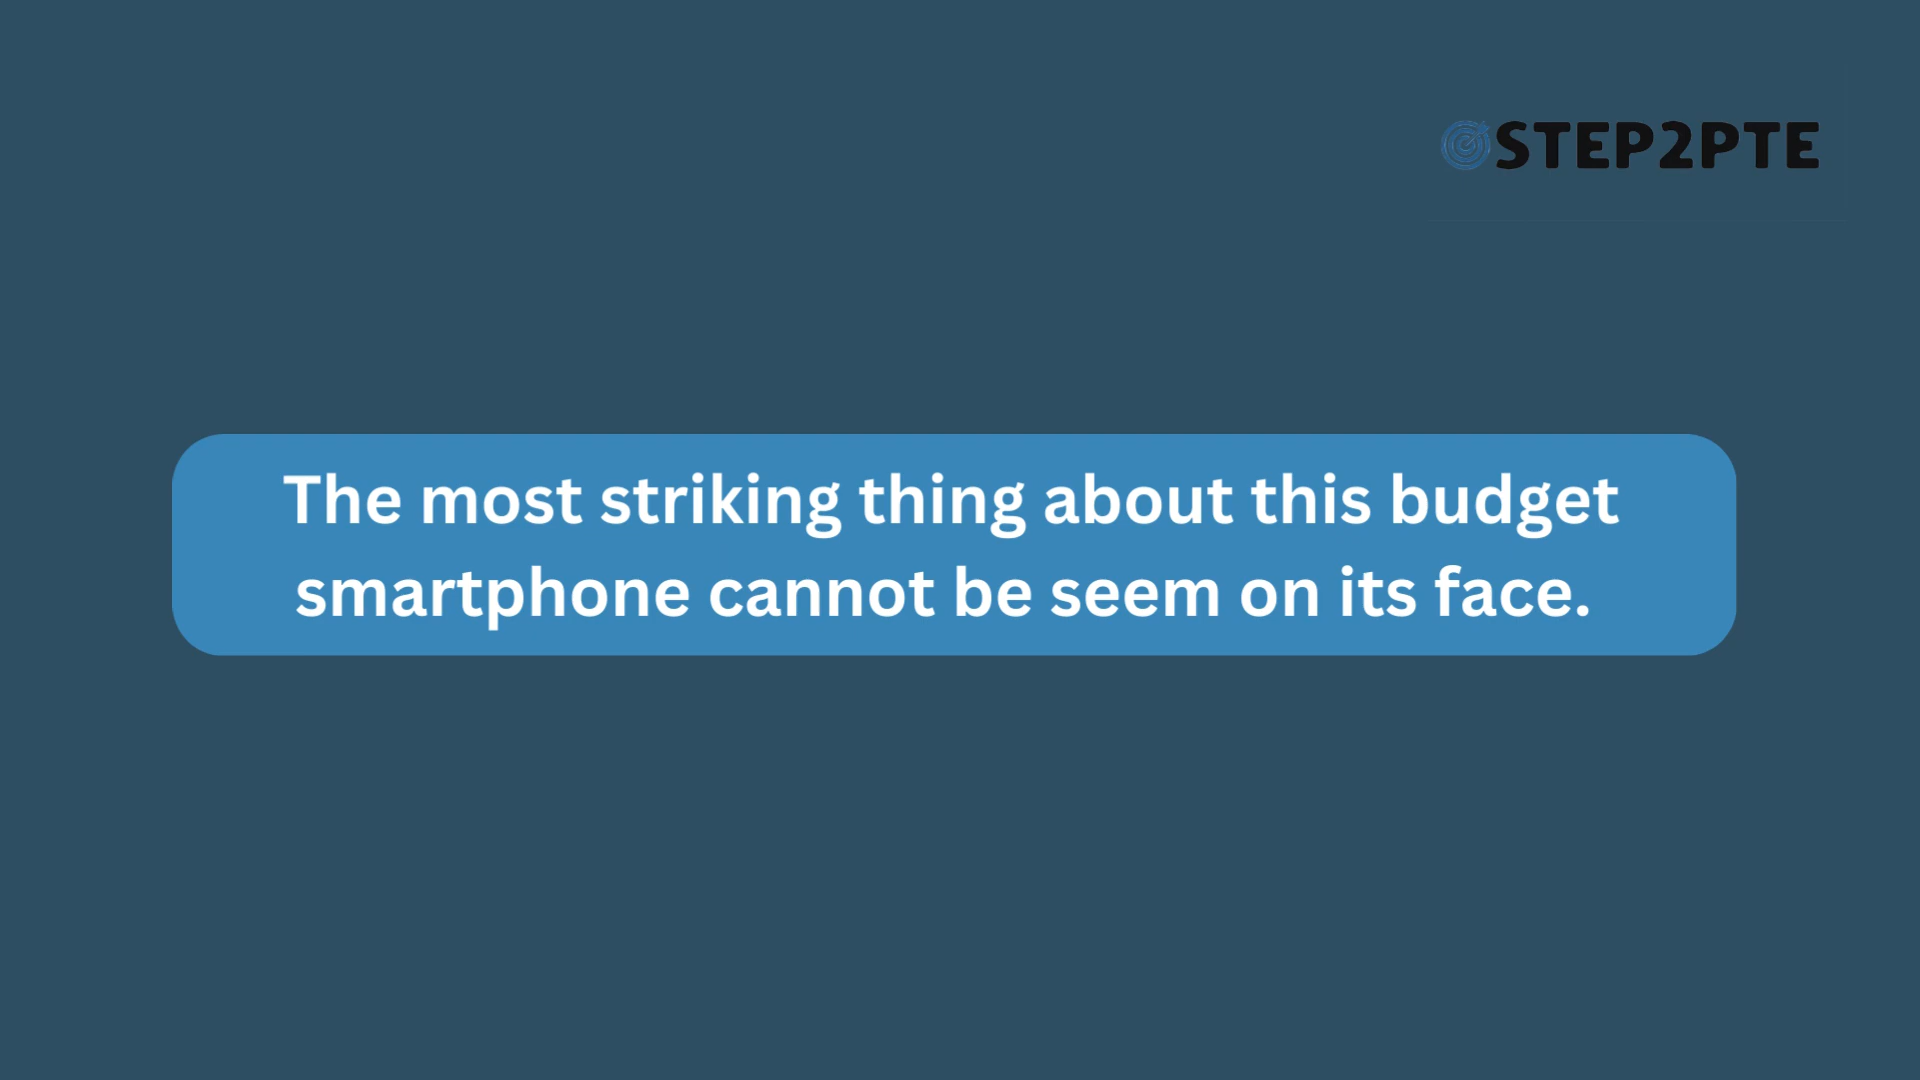 STEP2PTE
The most striking thing about this budget
smartphone cannot be seem on its face.